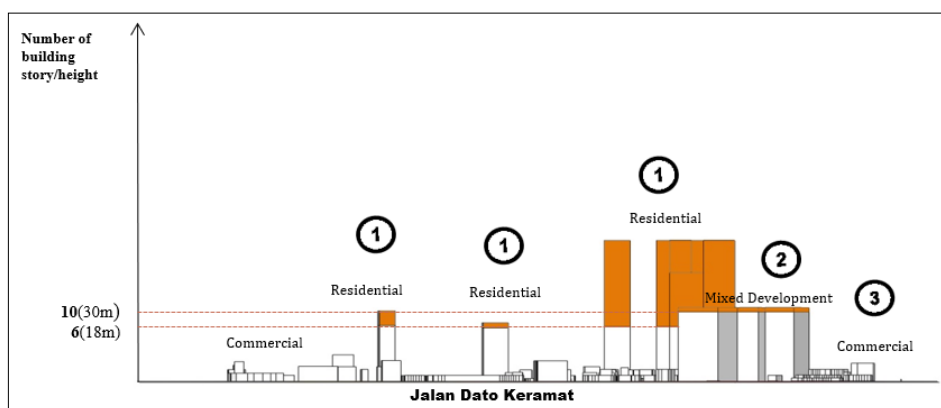 Number of
building
story/height
1
Residential
1
1
2
Residential
Residential
Mixed Development
3
10(30m)
6(18m)
Commercial
Commercial
Jalan Dato Keramat